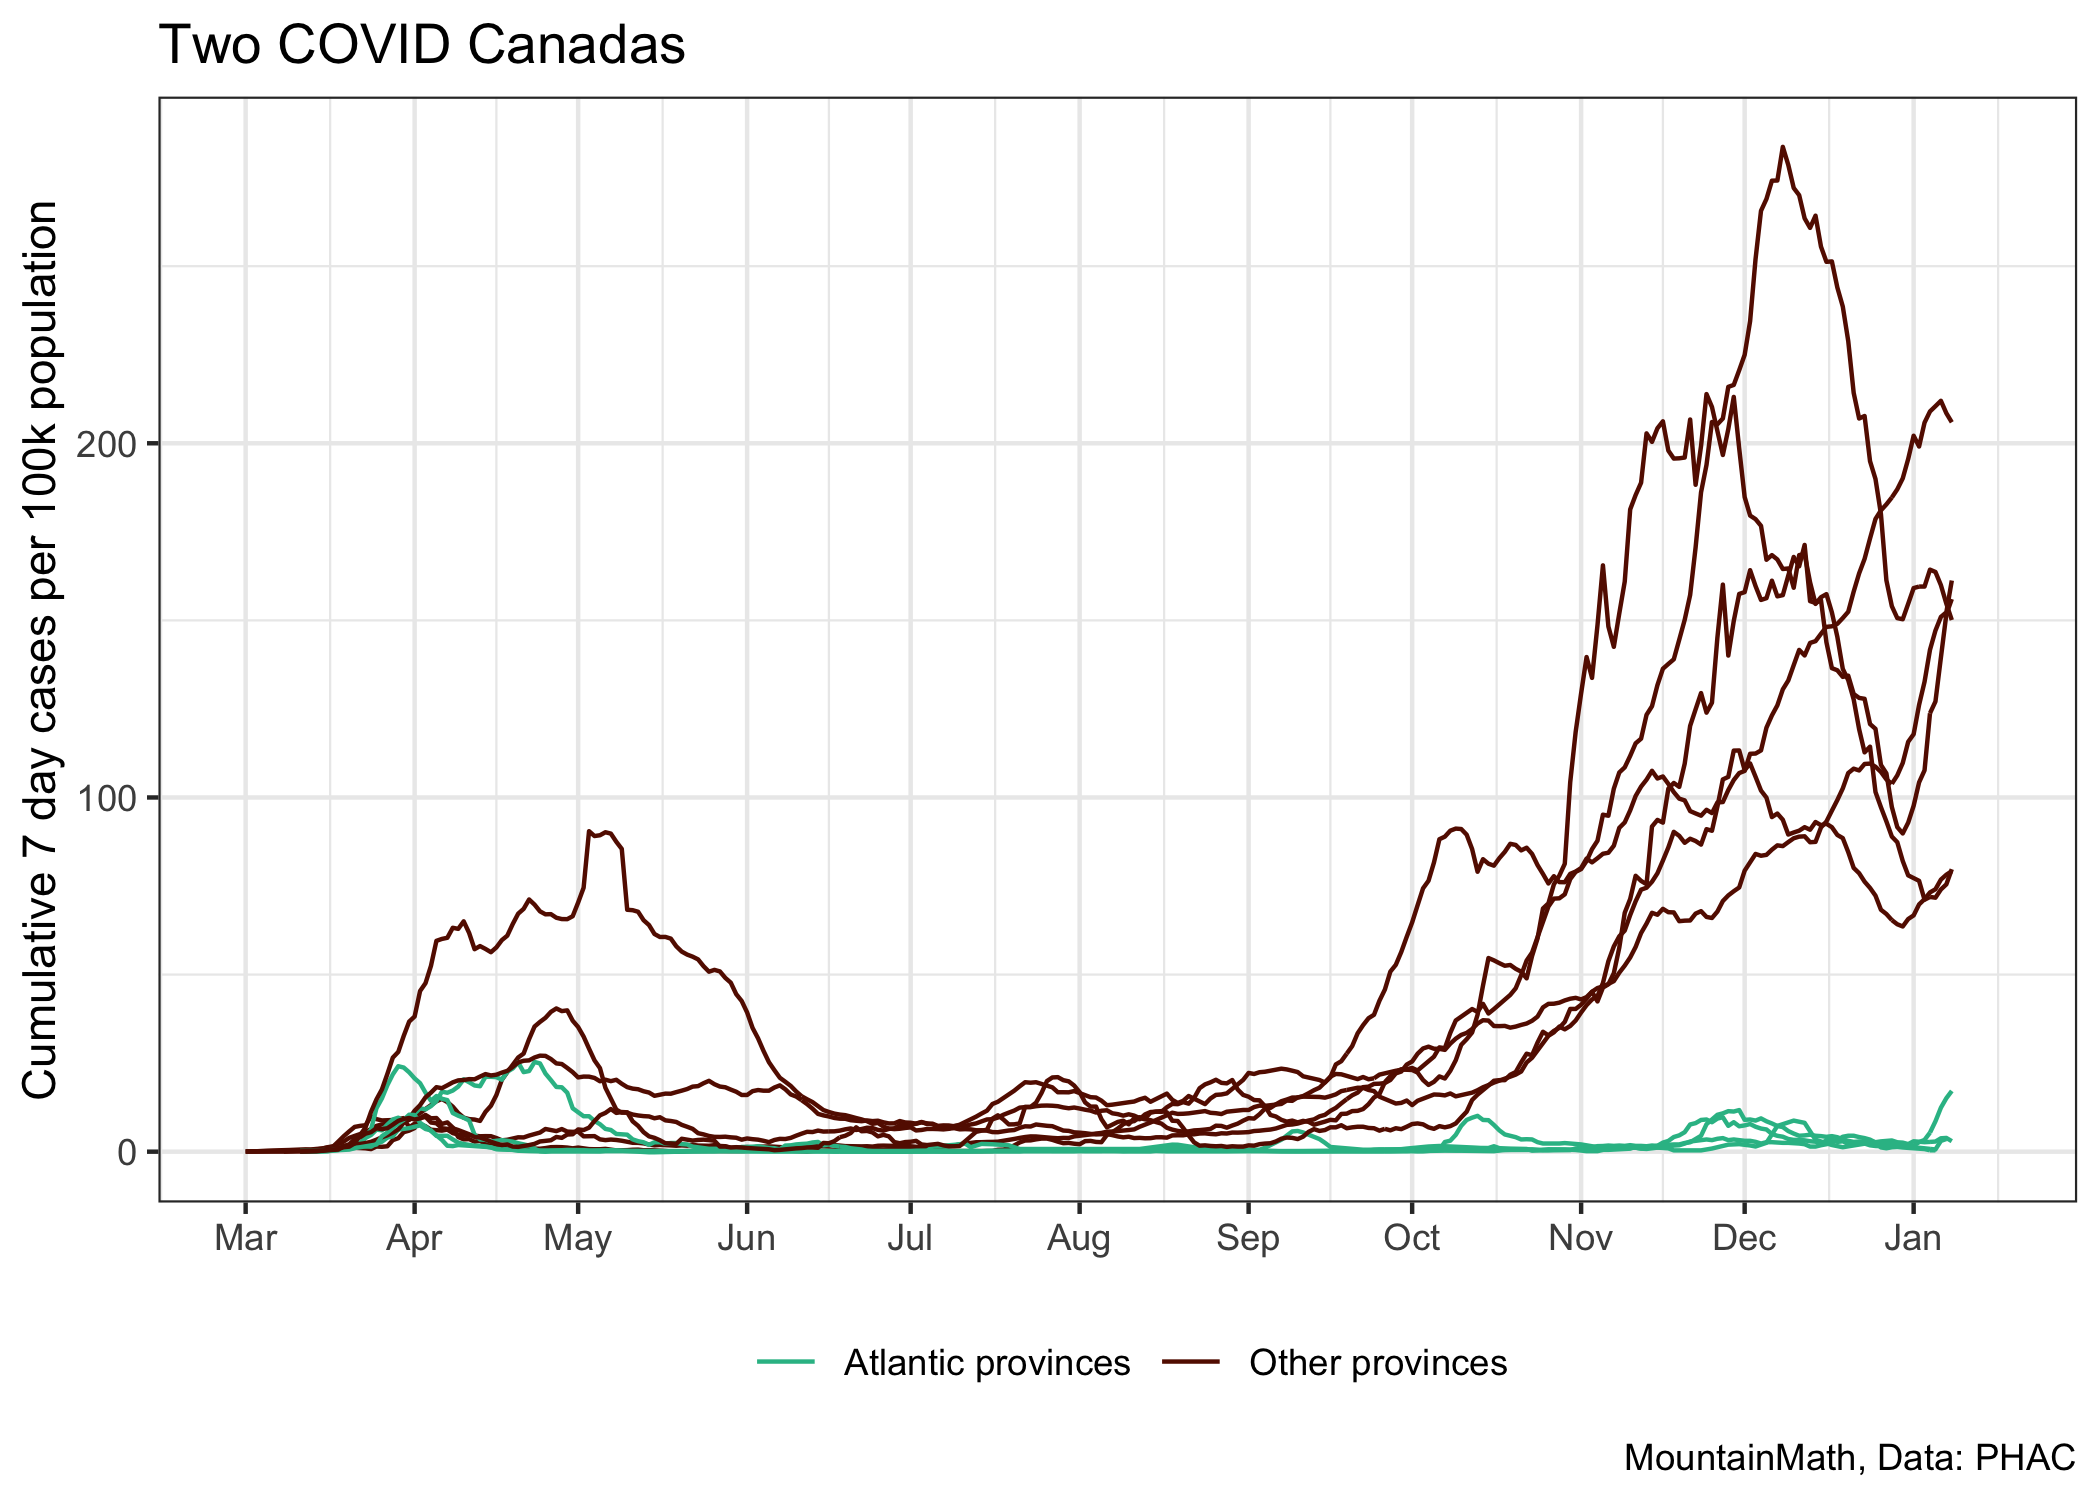 Two COVID Canadas
Cumulative 7 day cases per 100k population
200
100
0
Mar Apr May Jun Jul Aug Sep Oct Nov Dec Jan
Atlantic provinces Other provinces
MountainMath, Data: PHAC